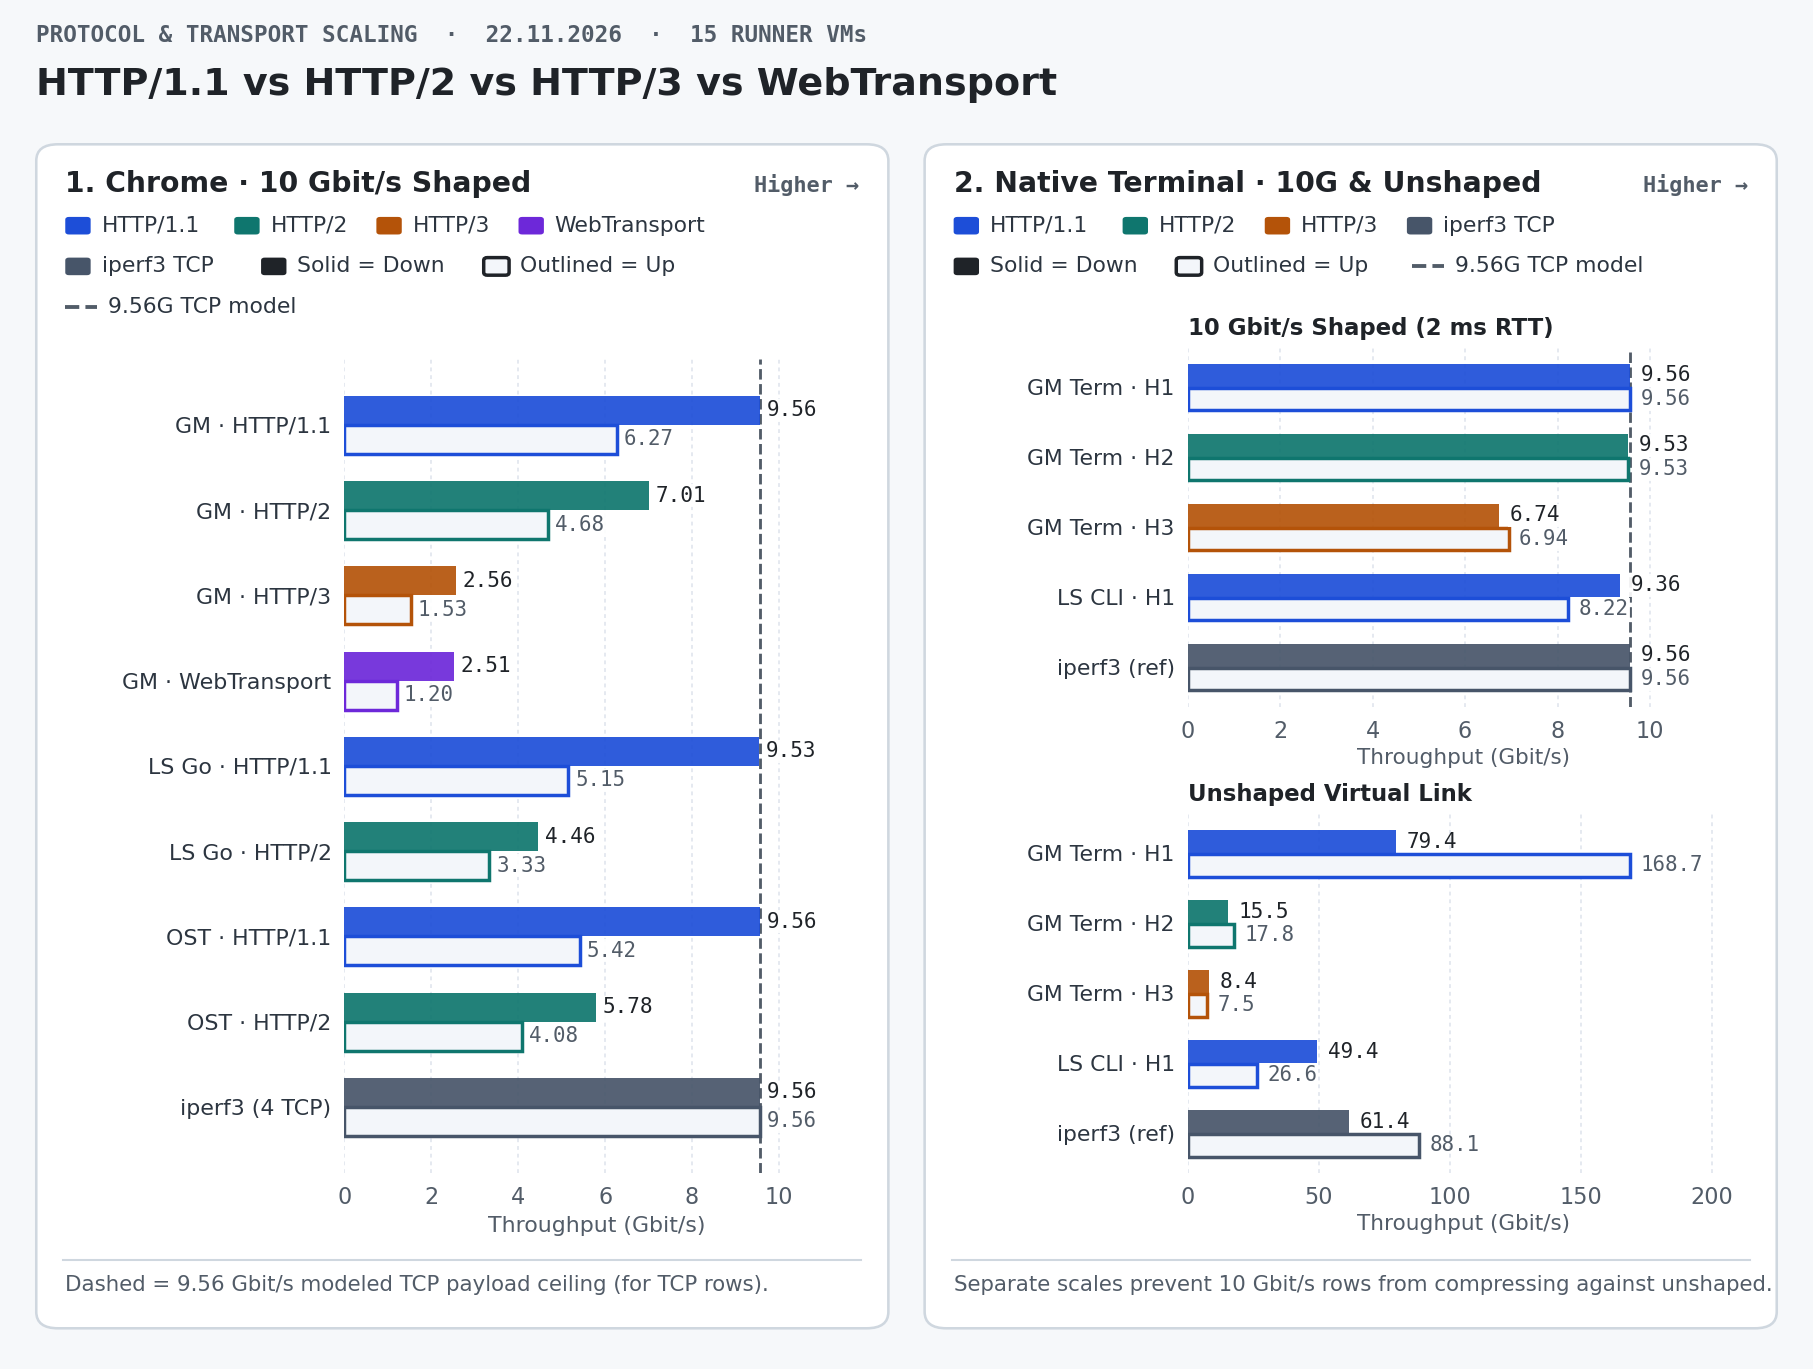 PROTOCOL & TRANSPORT SCALING · 22.11.2026 · 15 RUNNER VMs
HTTP/1.1 vs HTTP/2 vs HTTP/3 vs WebTransport
1. Chrome · 10 Gbit/s Shaped
Higher →
HTTP/1.1 HTTP/2 HTTP/3 WebTransport
iperf3 TCP Solid = Down Outlined = Up
9.56G TCP model
GM · HTTP/1.1 9.56
6.27
GM · HTTP/2 7.01
4.68
GM · HTTP/3 2.56
1.53
GM · WebTransport 2.51
1.20
LS Go · HTTP/1.1 9.53
5.15
LS Go · HTTP/2 4.46
3.33
OST · HTTP/1.1 9.56
5.42
OST · HTTP/2 5.78
4.08
iperf3 (4 TCP) 9.56
9.56
0 2 4 6 8 10
Throughput (Gbit/s)
Dashed = 9.56 Gbit/s modeled TCP payload ceiling (for TCP rows).
2. Native Terminal · 10G & Unshaped
Higher →
HTTP/1.1 HTTP/2 HTTP/3 iperf3 TCP
Solid = Down Outlined = Up 9.56G TCP model
10 Gbit/s Shaped (2 ms RTT)
GM Term · H1 9.56
9.56
GM Term · H2 9.53
9.53
GM Term · H3 6.74
6.94
LS CLI · H1 9.36
8.22
iperf3 (ref) 9.56
9.56
0 2 4 6 8 10
Throughput (Gbit/s)
Unshaped Virtual Link
GM Term · H1 79.4
168.7
GM Term · H2 15.5
17.8
GM Term · H3 8.4
7.5
LS CLI · H1 49.4
26.6
iperf3 (ref) 61.4
88.1
0 50 100 150 200
Throughput (Gbit/s)
Separate scales prevent 10 Gbit/s rows from compressing against unshaped.